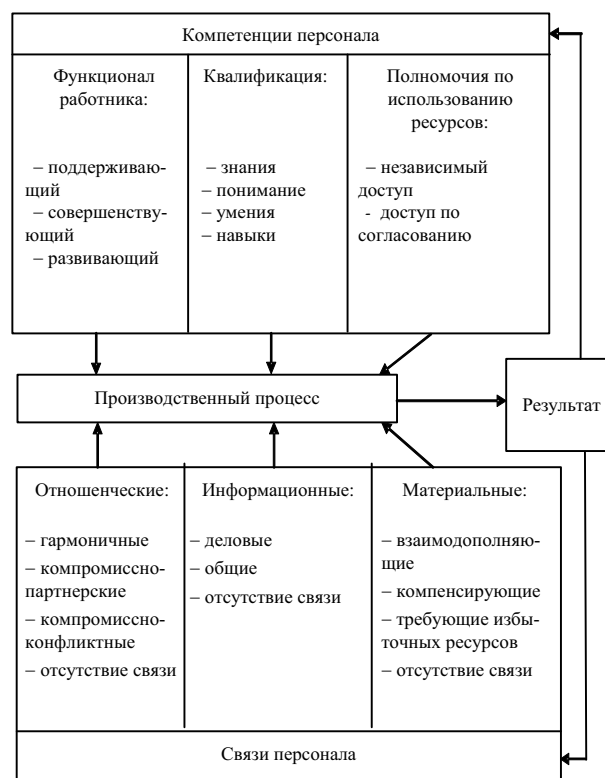 Компетенции персонала
Функционал
работника:
– поддерживаю-
щий
– совершенству-
ющий
– развивающий
Квалификация:
– знания
– понимание
– умения
– навыки
Полномочия по
использованию
ресурсов:
– независимый
доступ
- доступ по
согласованию
Производственный процесс
Результат
Отношенческие:
– гармоничные
– компромиссно-
партнерские
– компромиссно-
конфликтные
– отсутствие связи
Информационные:
– деловые
– общие
– отсутствие связи
Материальные:
– взаимодополняю-
щие
– компенсирующие
– требующие избы-
точных ресурсов
– отсутствие связи
Связи персонала